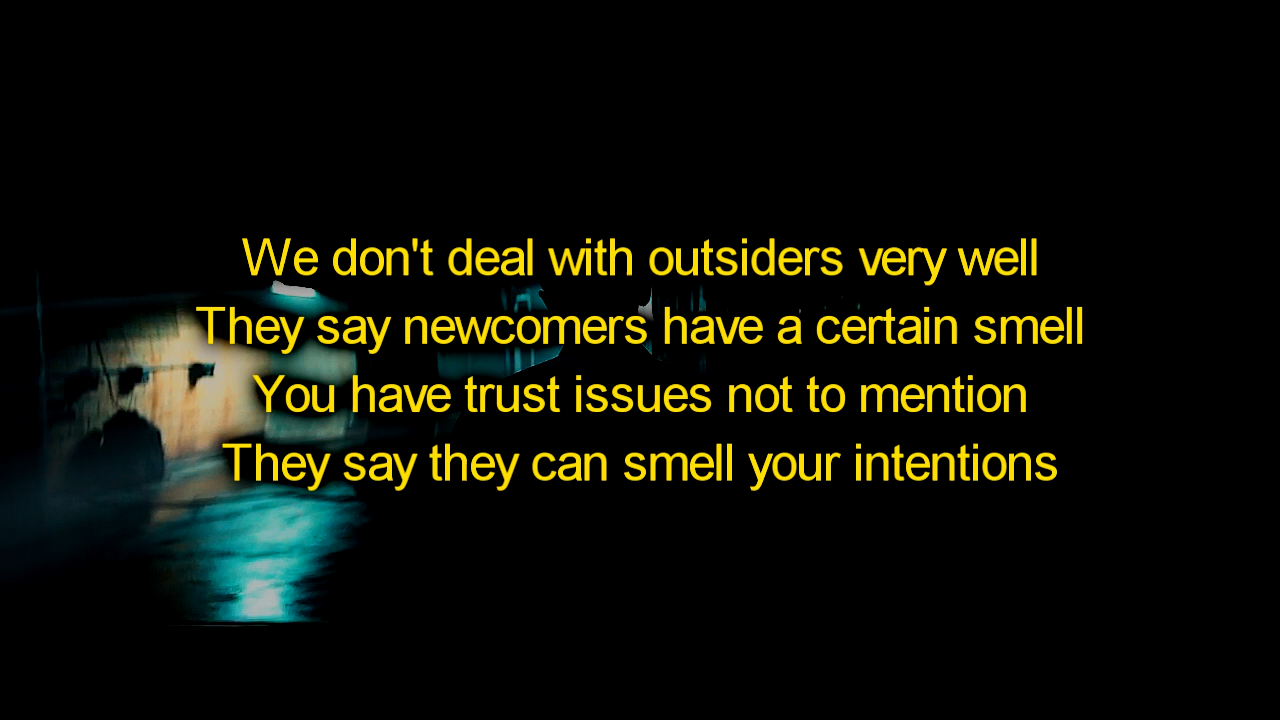 We don't deal with outsiders very well
They say newcomers have a certain smell
You have trust issues not to mention
They say they can smell your intentions